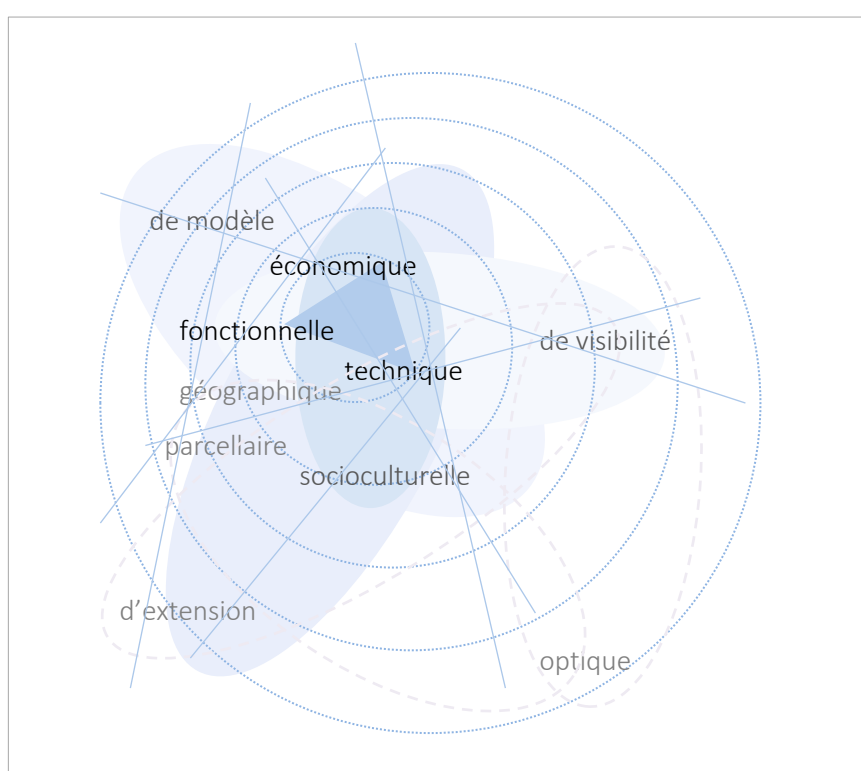 de modèle
économique
fonctionnelle
de visibilité
technique
géographique
parcellaire
socioculturelle
d'extension
optique